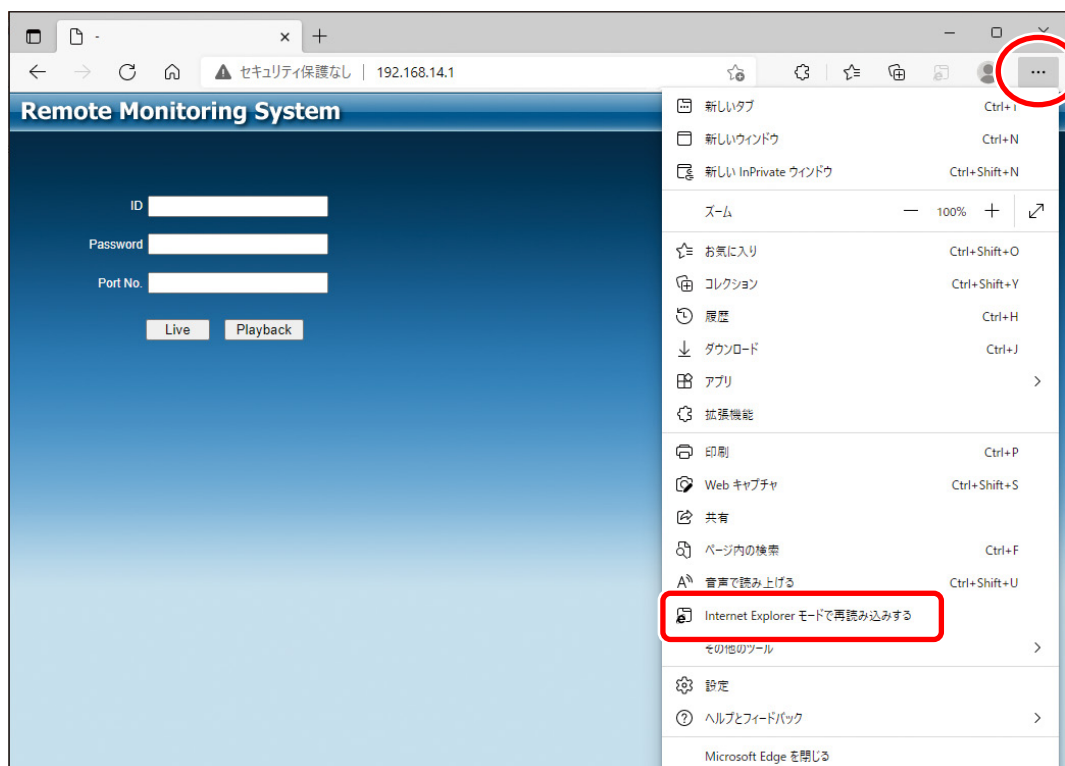 -
セキュリティ保護なし 192.168.14.1
Remote Monitoring System
ID
Password
Port No.
Live Playback
新しいタブ Ctrl+T
新しいウィンドウ Ctrl+N
新しい InPrivate ウィンドウ Ctrl+Shift+N
ズーム 100%
お気に入り Ctrl+Shift+O
コレクション Ctrl+Shift+Y
履歴 Ctrl+H
ダウンロード Ctrl+J
アプリ
拡張機能
印刷 Ctrl+P
Web キャプチャ Ctrl+Shift+S
共有
ページ内の検索 Ctrl+F
音声で読み上げる Ctrl+Shift+U
Internet Explorer モードで再読み込みする
その他のツール
設定
ヘルプとフィードバック
Microsoft Edge を閉じる